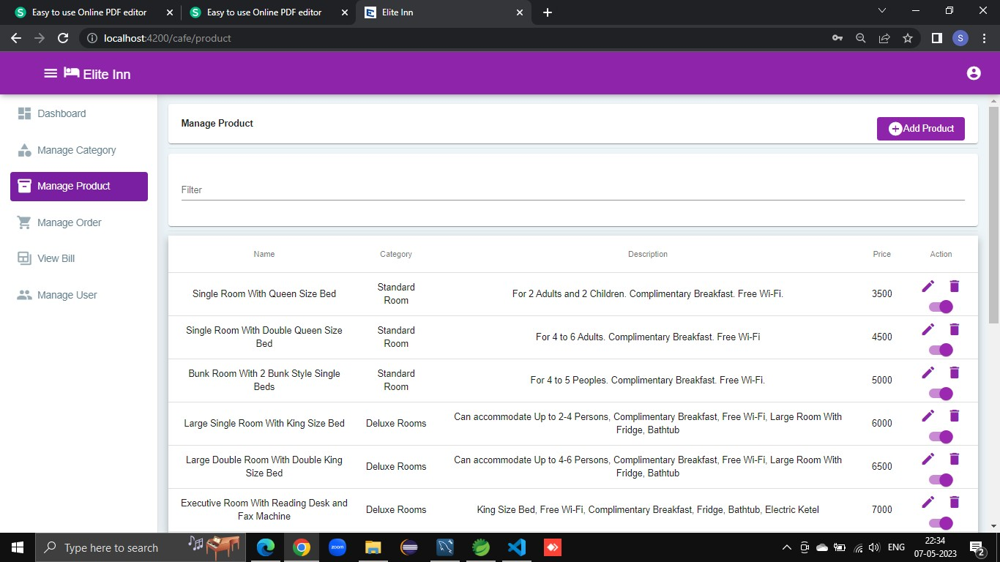 Easy to use Online PDF editor
Easy to use Online PDF editor
Elite Inn
localhost:4200/cafe/product
S
Elite Inn
Dashboard
Manage Category
Manage Product
Manage Order
View Bill
Manage User
Manage Product
Add Product
Filter
Name Category Description Price Action
Single Room With Queen Size Bed
Standard
Room
For 2 Adults and 2 Children. Complimentary Breakfast. Free Wi-Fi.
3500
Single Room With Double Queen Size
Bed
Standard
Room
For 4 to 6 Adults. Complimentary Breakfast. Free Wi-Fi
4500
Bunk Room With 2 Bunk Style Single
Beds
Standard
Room
For 4 to 5 Peoples. Complimentary Breakfast. Free Wi-Fi.
5000
Large Single Room With King Size Bed
Deluxe Rooms
Can accommodate Up to 2-4 Persons, Complimentary Breakfast, Free Wi-Fi, Large Room With
Fridge, Bathtub
6000
Large Double Room With Double King
Size Bed
Deluxe Rooms
Can accommodate Up to 4-6 Persons, Complimentary Breakfast, Free Wi-Fi, Large Room With
Fridge, Bathtub
6500
Executive Room With Reading Desk and
Fax Machine
Deluxe Rooms
King Size Bed, Free Wi-Fi, Complimentary Breakfast, Fridge, Bathtub, Electric Ketel
7000
Type here to search
zoom
ENG
22:34
07-05-2023
2